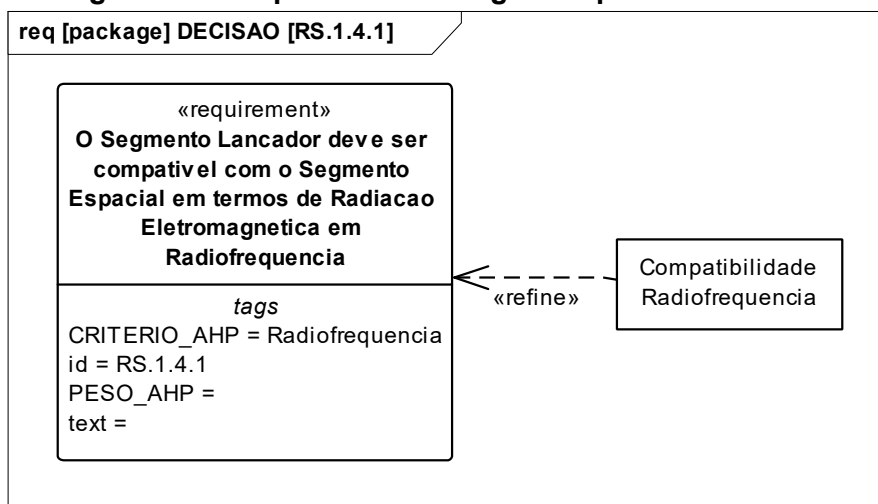 req [package] DECISAO [RS.1.4.1]
«requirement»
O Segmento Lancador deve ser
compativel com o Segmento
Espacial em termos de Radiacao
Eletromagnetica em
Radiofrequencia
tags
CRITERIO_AHP = Radiofrequencia
id = RS.1.4.1
PESO_AHP =
text =
«refine»
Compatibilidade
Radiofrequencia